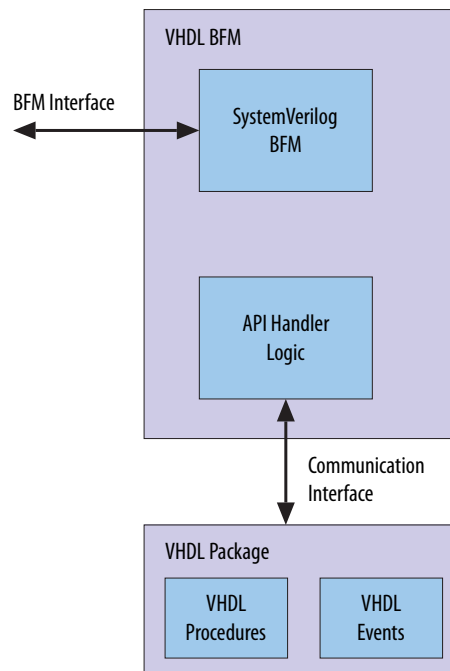 VHDL BFM
BFM Interface
SystemVerilog
BFM
API Handler
Logic
Communication
Interface
VHDL Package
VHDL
Procedures
VHDL
Events